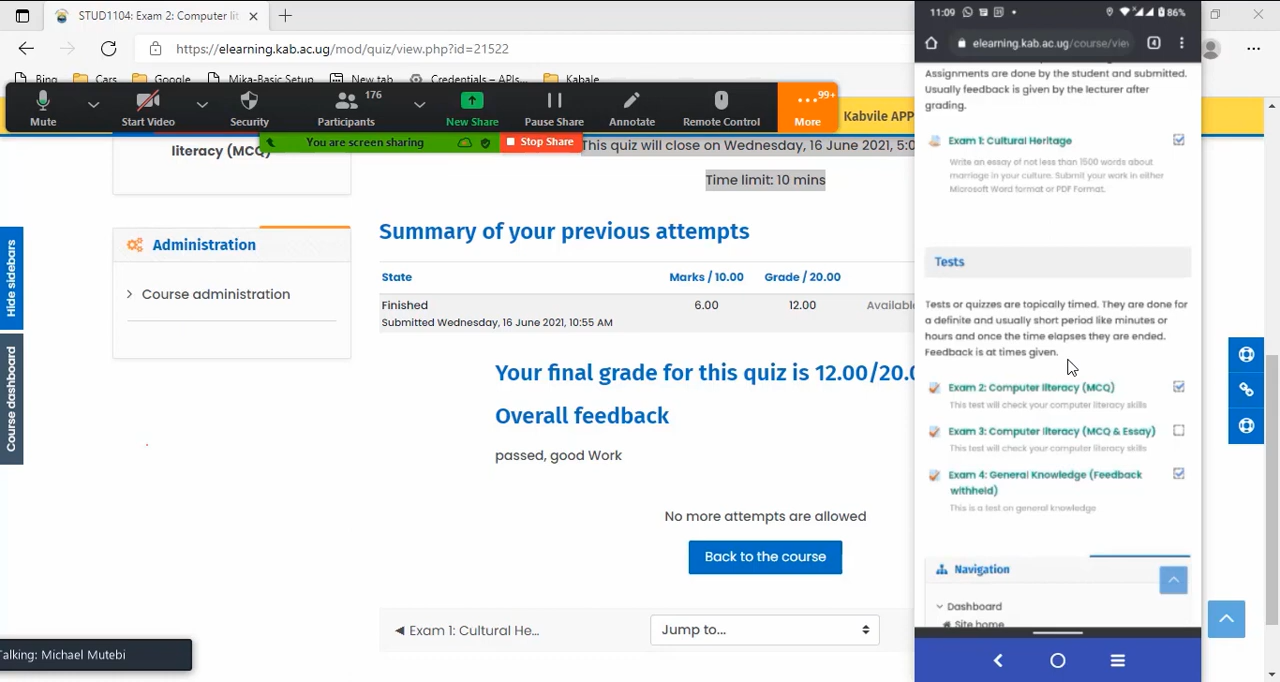 STUD1104: Exam 2: Computer lit
https://elearning.kab.ac.ug/mod/quiz/view.php?id=21522
Bing
Cars
Google
Mika-Basic Setup
New tab
Credentials – APIs...
Kabale
Mute
Start Video
Security
Participants
176
New Share
Pause Share
Annotate
Remote Control
More
99+
You are screen sharing
Stop Share
Kabvile APP
literacy (MCQ)
This quiz will close on Wednesday, 16 June 2021, 5:0
Time limit: 10 mins
Hide sidebars
Course dashboard
Administration
Course administration
Summary of your previous attempts
State
Marks / 10.00
Grade / 20.00
Finished
6.00
12.00
Available
Submitted Wednesday, 16 June 2021, 10:55 AM
Your final grade for this quiz is 12.00/20.0
Overall feedback
passed, good Work
No more attempts are allowed
Back to the course
◄ Exam 1: Cultural He...
Jump to...
Talking: Michael Mutebi
11:09
86%
elearning.kab.ac.ug/course/vie
4
Assignments are done by the student and submitted.
Usually feedback is given by the lecturer after
grading.
Exam 1: Cultural Heritage
Write an essay of not less than 1500 words about
marriage in your culture. Submit your work in either
Microsoft Word format or PDF Format.
Tests
Tests or quizzes are topically timed. They are done for
a definite and usually short period like minutes or
hours and once the time elapses they are ended.
Feedback is at times given.
Exam 2: Computer literacy (MCQ)
This test will check your computer literacy skills
Exam 3: Computer literacy (MCQ & Essay)
This test will check your computer literacy skills
Exam 4: General Knowledge (Feedback
withheld)
This is a test on general knowledge
Navigation
Dashboard
Site home